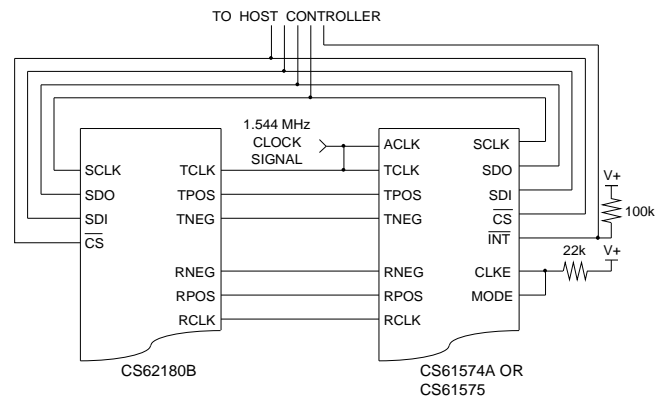 TO HOST CONTROLLER
1.544 MHz
CLOCK
SIGNAL
SCLK
SDO
SDI
CS
TCLK
TPOS
TNEG
RNEG
RPOS
RCLK
CS62180B
ACLK
TCLK
TPOS
TNEG
RNEG
RPOS
RCLK
SCLK
SDO
SDI
CS
INT
CLKE
MODE
CS61574A OR
CS61575
V+
100k
22k
V+